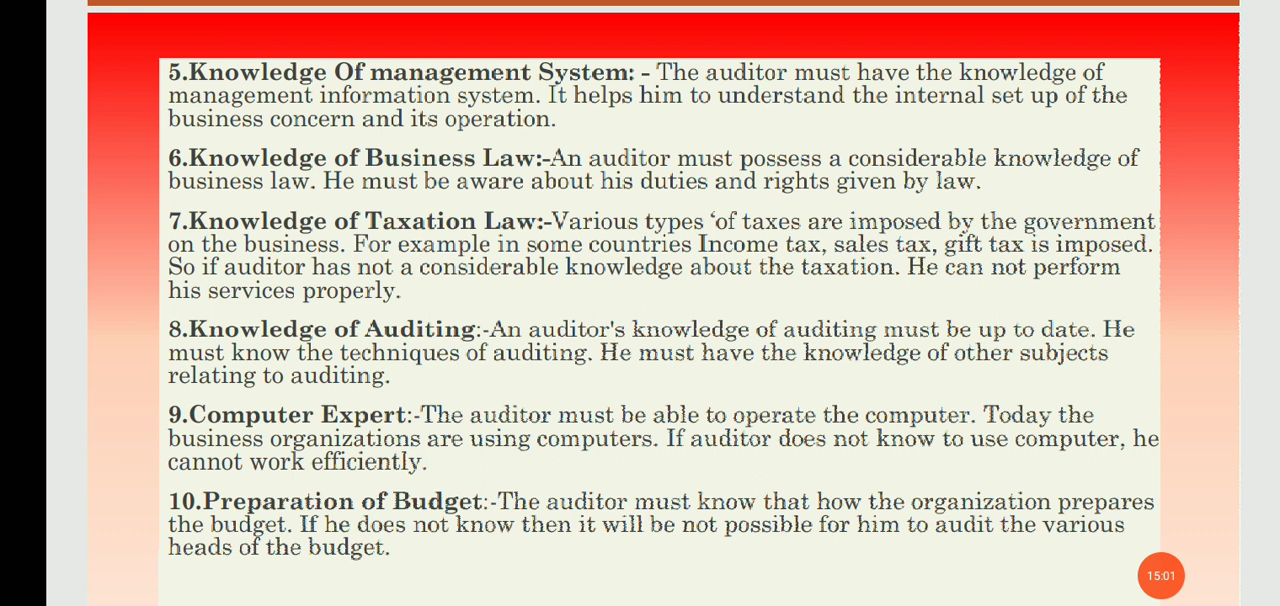 5.Knowledge Of management System: - The auditor must have the knowledge of
management information system. It helps him to understand the internal set up of the
business concern and its operation.
6.Knowledge of Business Law:-An auditor must possess a considerable knowledge of
business law. He must be aware about his duties and rights given by law.
7.Knowledge of Taxation Law:-Various types ‘of taxes are imposed by the government
on the business. For example in some countries Income tax, sales tax, gift tax is imposed.
So if auditor has not a considerable knowledge about the taxation. He can not perform
his services properly.
8.Knowledge of Auditing:-An auditor's knowledge of auditing must be up to date. He
must know the techniques of auditing. He must have the knowledge of other subjects
relating to auditing.
9.Computer Expert:-The auditor must be able to operate the computer. Today the
business organizations are using computers. If auditor does not know to use computer, he
cannot work efficiently.
10.Preparation of Budget:-The auditor must know that how the organization prepares
the budget. If he does not know then it will be not possible for him to audit the various
heads of the budget.
15:01